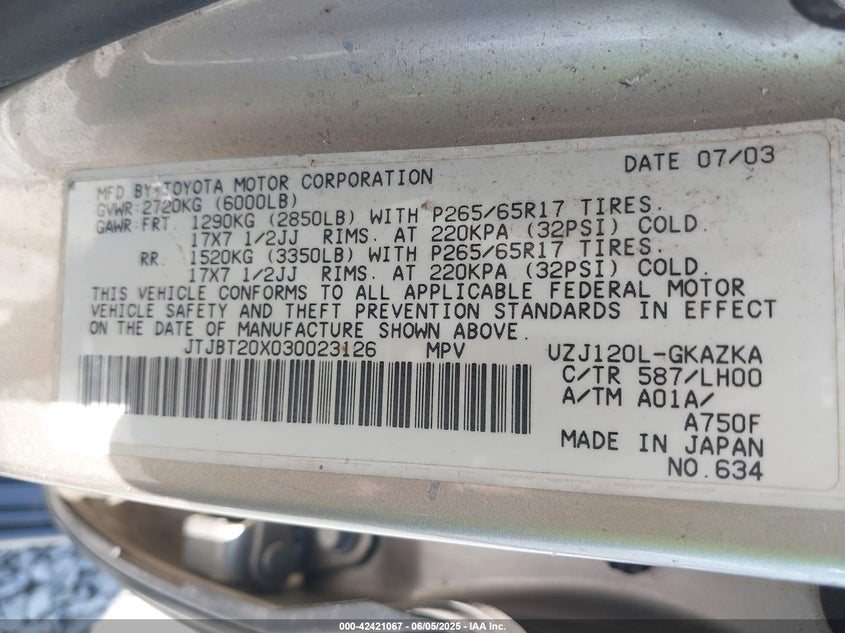 DATE 07/03
MFD BY TOYOTA MOTOR CORPORATION
GVWR:2720KG (6000LB)
GAWR:FRT 1290KG (2850LB) WITH P265/65R17 TIRES.
17X7 1/2JJ RIMS. AT 220KPA (32PSI) COLD.
RR. 1520KG (3350LB) WITH P265/65R17 TIRES.
17X7 1/2JJ RIMS. AT 220KPA (32PSI) COLD.
THIS VEHICLE CONFORMS TO ALL APPLICABLE FEDERAL MOTOR
VEHICLE SAFETY AND THEFT PREVENTION STANDARDS IN EFFECT
ON THE DATE OF MANUFACTURE SHOWN ABOVE.
JTJBT20X030023126 MPV UZJ120L-GKAZKA
C/TR 587/LH00
A/TM A01A/
A750F
MADE IN JAPAN
NO.634
000-42421067 - 06/05/2025 - IAA Inc.